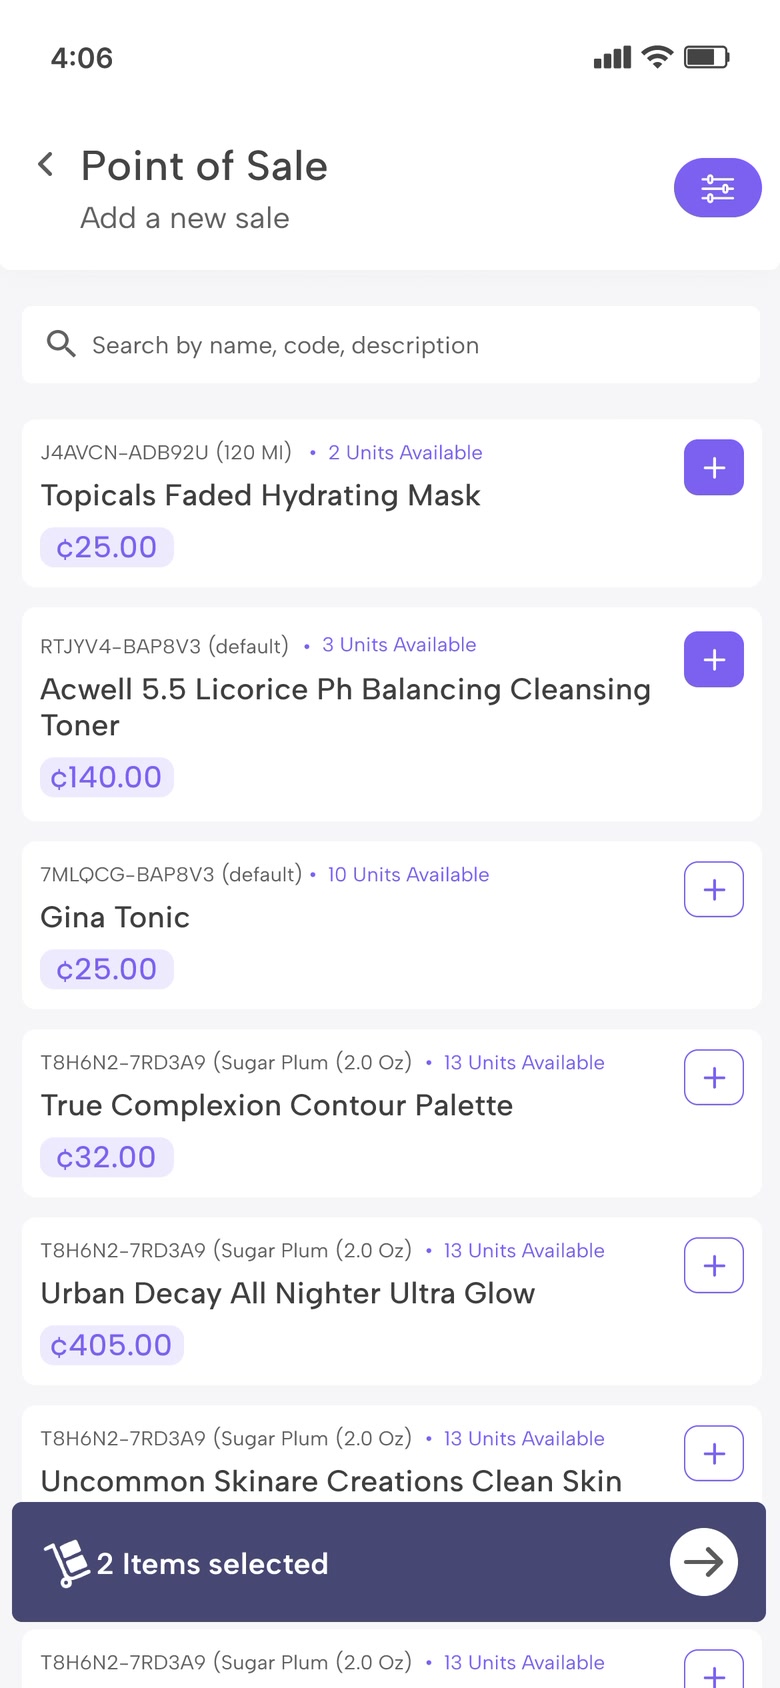 4:06
Point of Sale
Add a new sale
Search by name, code, description
J4AVCN-ADB92U (120 Ml) • 2 Units Available
Topicals Faded Hydrating Mask
¢25.00
RTJYV4-BAP8V3 (default) • 3 Units Available
Acwell 5.5 Licorice Ph Balancing Cleansing
Toner
¢140.00
7MLQCG-BAP8V3 (default) • 10 Units Available
Gina Tonic
¢25.00
T8H6N2-7RD3A9 (Sugar Plum (2.0 Oz) • 13 Units Available
True Complexion Contour Palette
¢32.00
T8H6N2-7RD3A9 (Sugar Plum (2.0 Oz) • 13 Units Available
Urban Decay All Nighter Ultra Glow
¢405.00
T8H6N2-7RD3A9 (Sugar Plum (2.0 Oz) • 13 Units Available
Uncommon Skinare Creations Clean Skin
2 Items selected
T8H6N2-7RD3A9 (Sugar Plum (2.0 Oz) • 13 Units Available